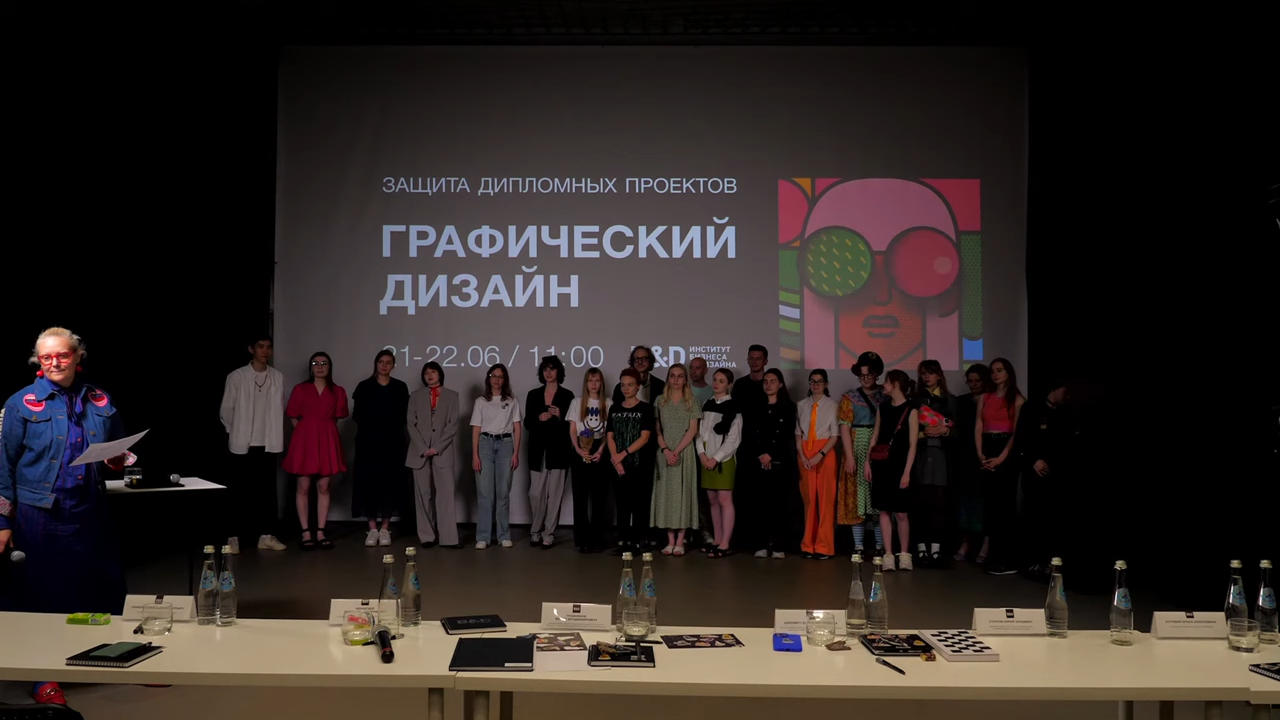 ЗАЩИТА ДИПЛОМНЫХ ПРОЕКТОВ
ГРАФИЧЕСКИЙ
ДИЗАЙН
21-22.06 / 11:00
B&D
ИНСТИТУТ
БИЗНЕСА
ДИЗАЙНА